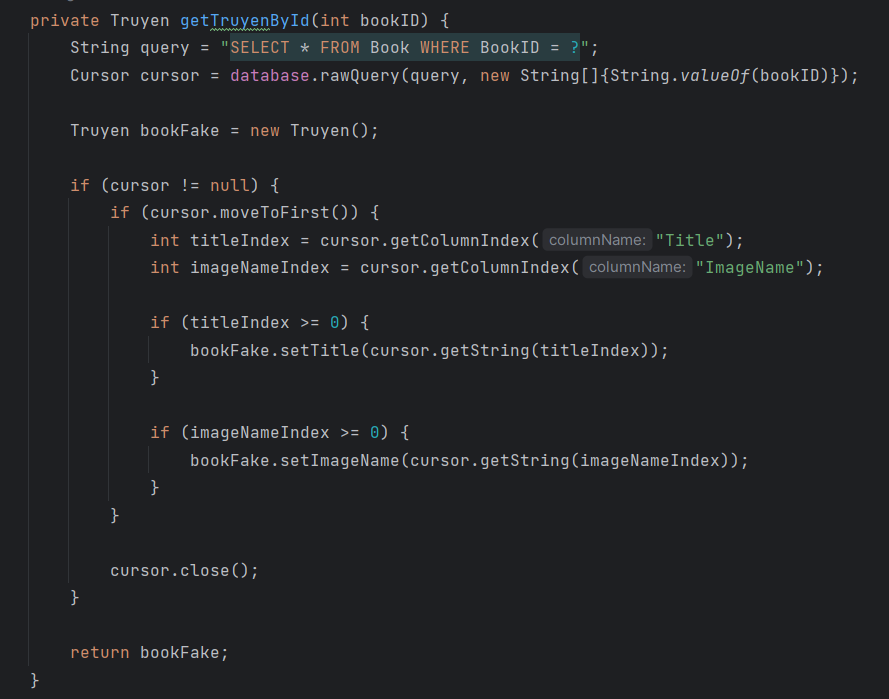 private Truyen getTruyenById(int bookID) {
String query = "SELECT * FROM Book WHERE BookID = ?";
Cursor cursor = database.rawQuery(query, new String[]{String.valueOf(bookID)});
Truyen bookFake = new Truyen();
if (cursor != null) {
if (cursor.moveToFirst()) {
int titleIndex = cursor.getColumnIndex( columnName: "Title");
int imageNameIndex = cursor.getColumnIndex( columnName: "ImageName");
if (titleIndex >= 0) {
bookFake.setTitle(cursor.getString(titleIndex));
}
if (imageNameIndex >= 0) {
bookFake.setImageName(cursor.getString(imageNameIndex));
}
}
cursor.close();
}
return bookFake;
}